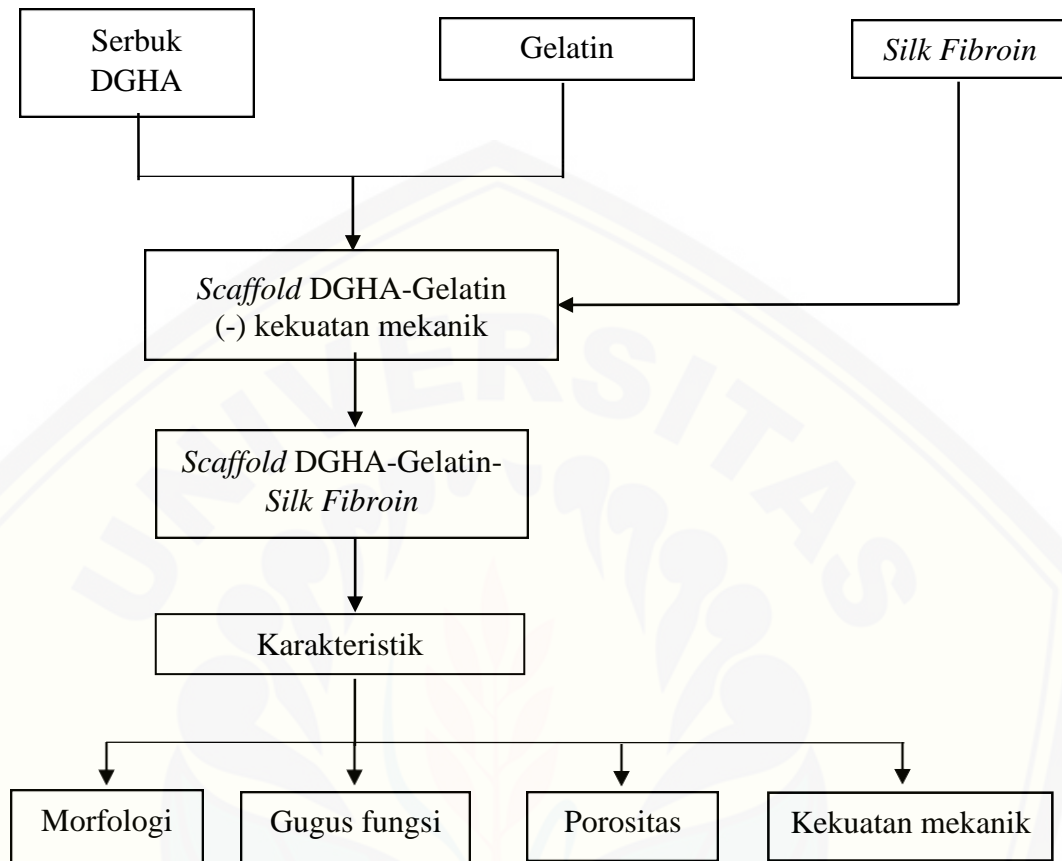 Serbuk
DGHA
Gelatin
Silk Fibroin
Scaffold DGHA-Gelatin
(-) kekuatan mekanik
Scaffold DGHA-Gelatin-
Silk Fibroin
Karakteristik
Morfologi
Gugus fungsi
Porositas
Kekuatan mekanik
UNIVERSITAS